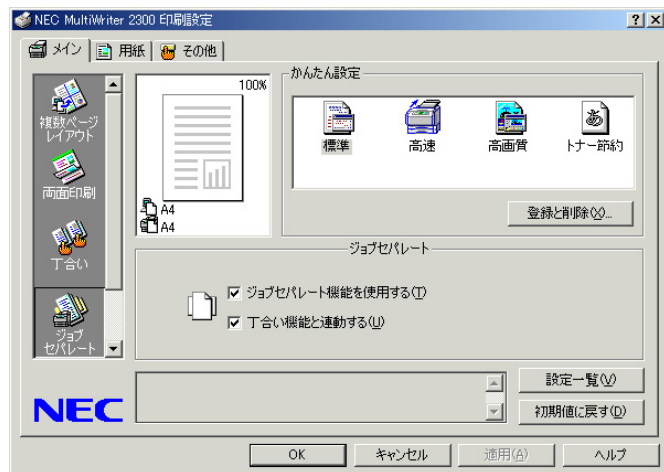 NEC MultiWriter 2300 印刷設定
メイン
用紙
その他
複数ページ
レイアウト
両面印刷
丁合い
ジョブ
セパレート
100%
A4
A4
かんたん設定
標準
高速
高画質
あ
トナー節約
登録と削除(X)...
ジョブセパレート
ジョブセパレート機能を使用する(T)
丁合い機能と連動する(U)
NEC
設定一覧(V)
初期値に戻す(D)
OK
キャンセル
適用(A)
ヘルプ